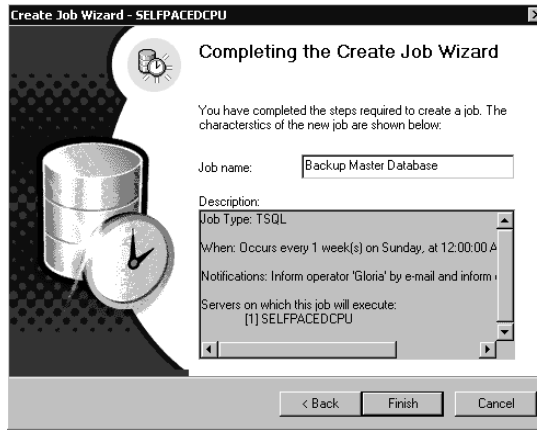 Create Job Wizard - SELFPACEDCPU
Completing the Create Job Wizard
You have completed the steps required to create a job. The
characterstics of the new job are shown below:
Job name: Backup Master Database
Description:
Job Type: TSQL
When: Occurs every 1 week(s) on Sunday, at 12:00:00 A
Notifications: Inform operator 'Gloria' by e-mail and inform
Servers on which this job will execute:
[1] SELFPACEDCPU
< Back Finish Cancel